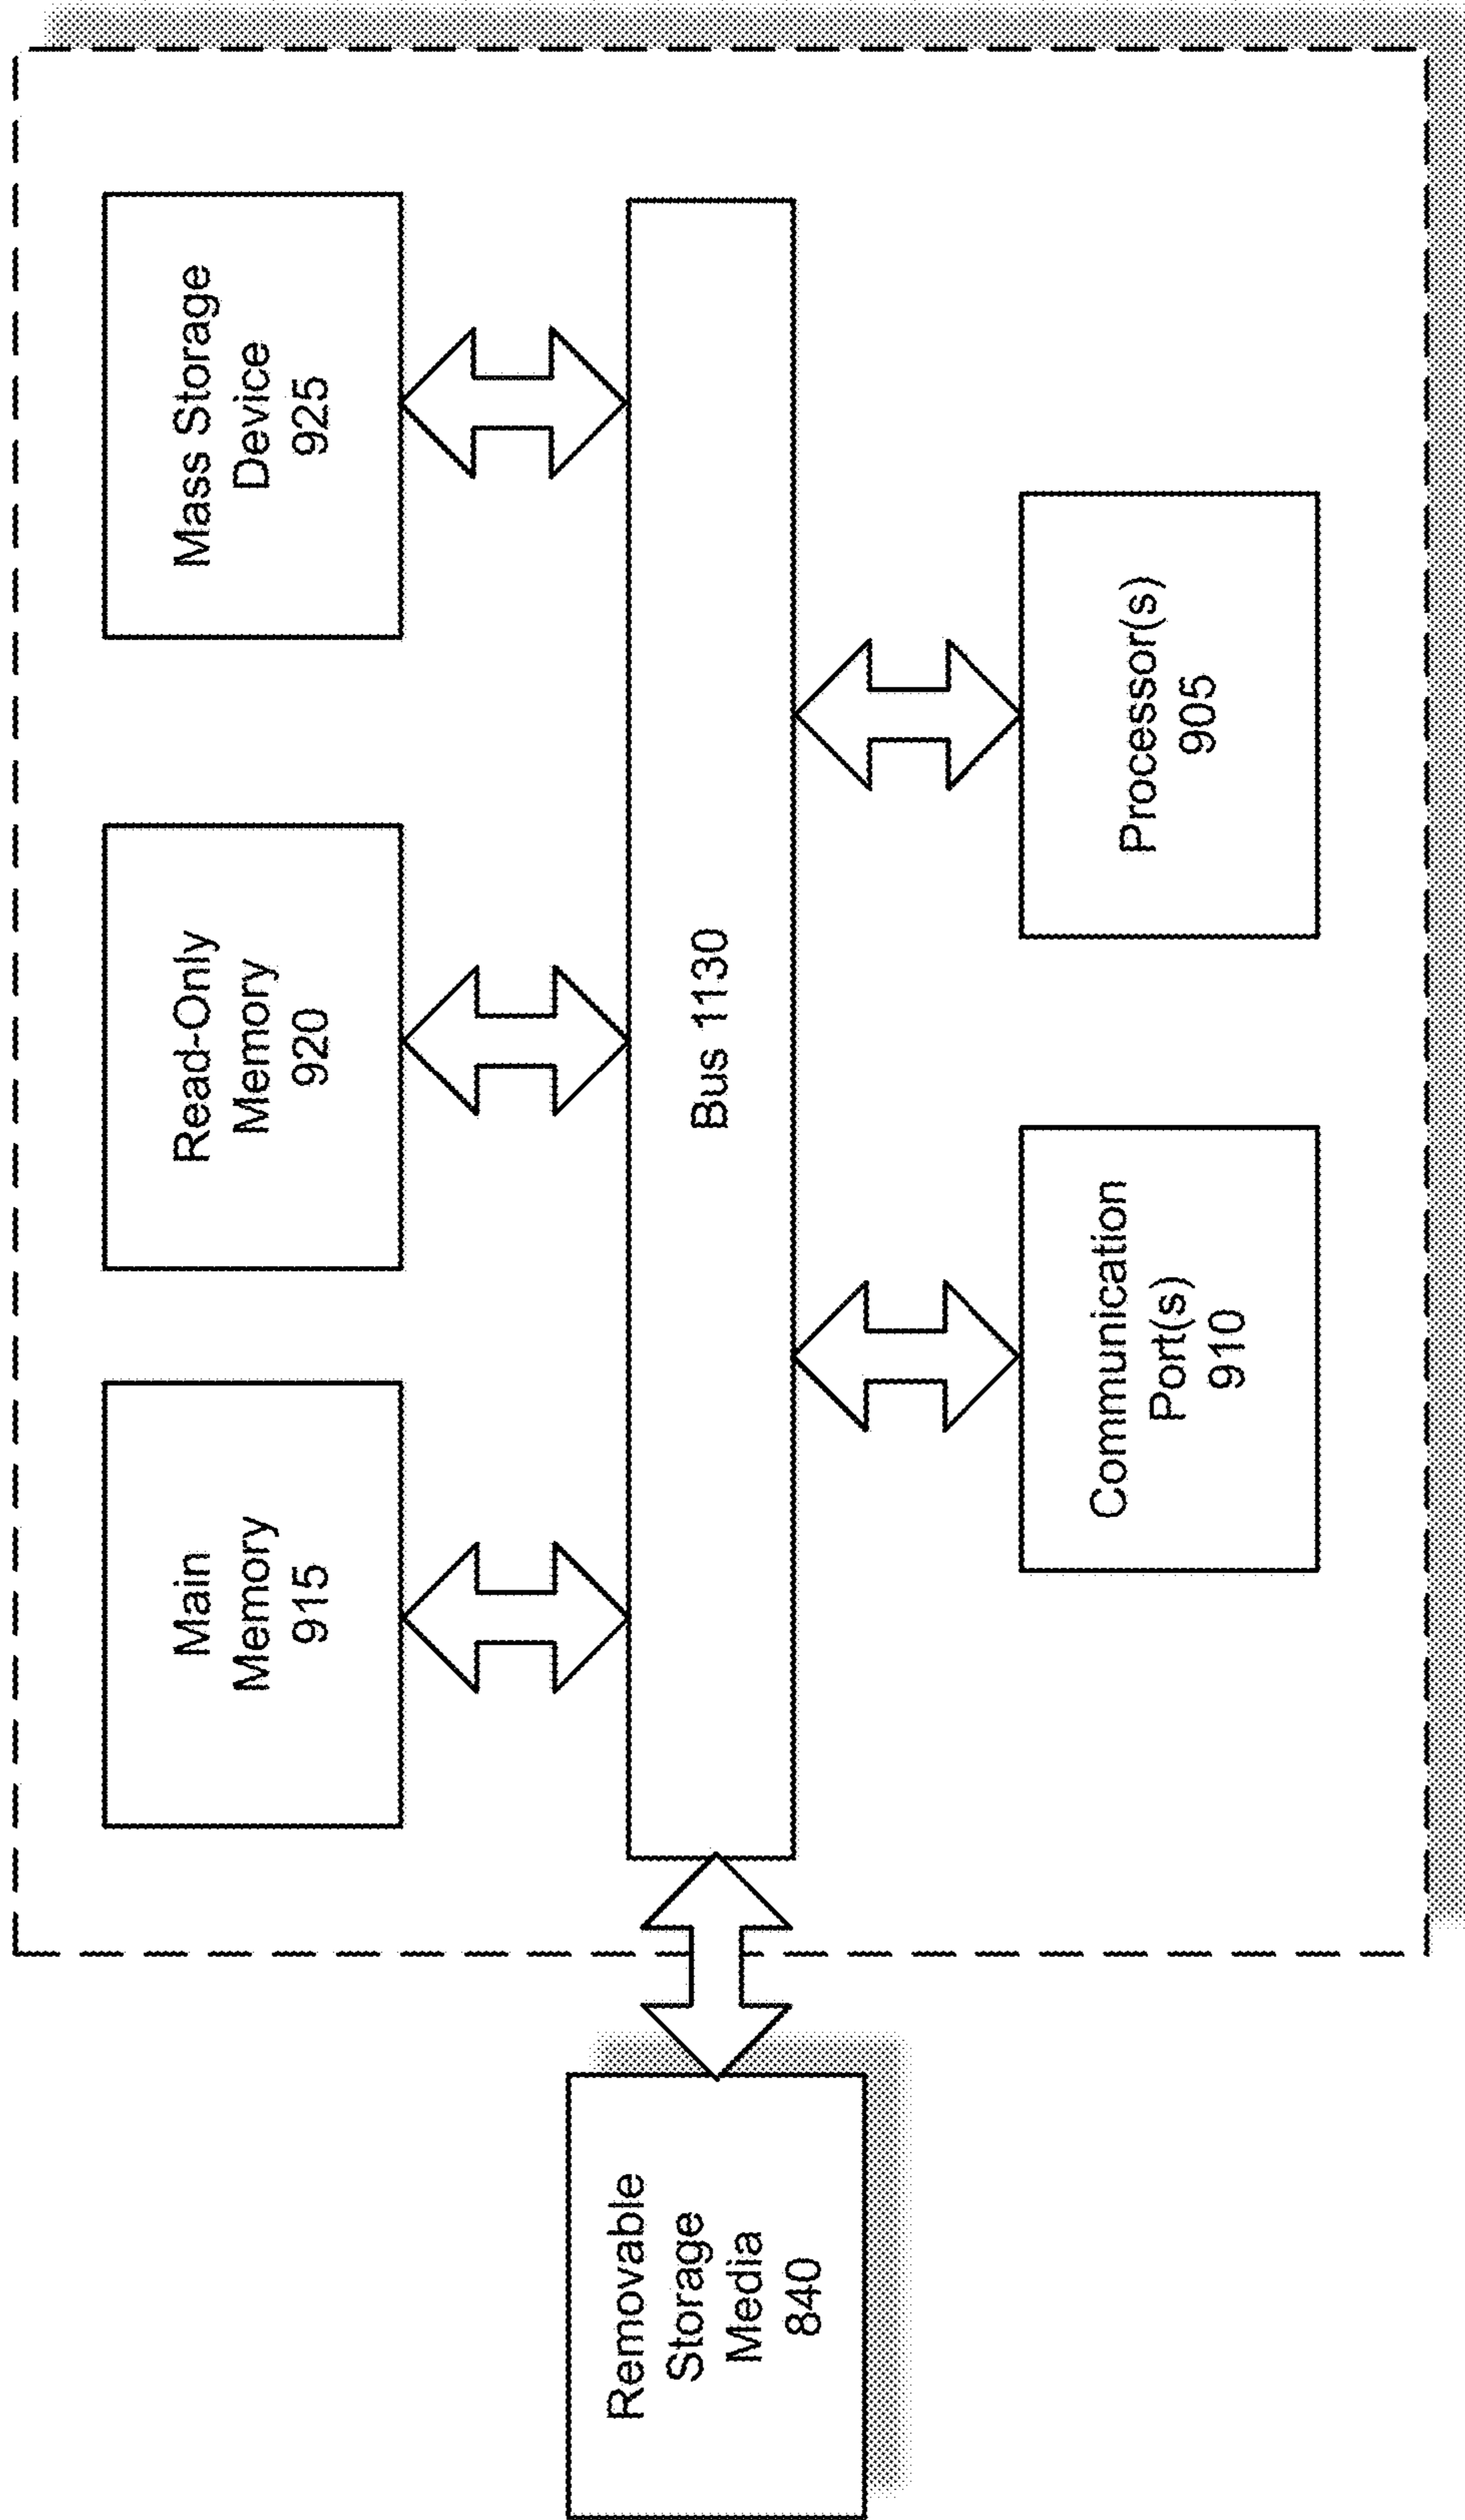 Main
Memory
915
Read-Only
Memory
920
Mass Storage
Device
925
Removable
Storage
Media
840
Bus 1130
Communication
Port(s)
910
Processor(s)
905